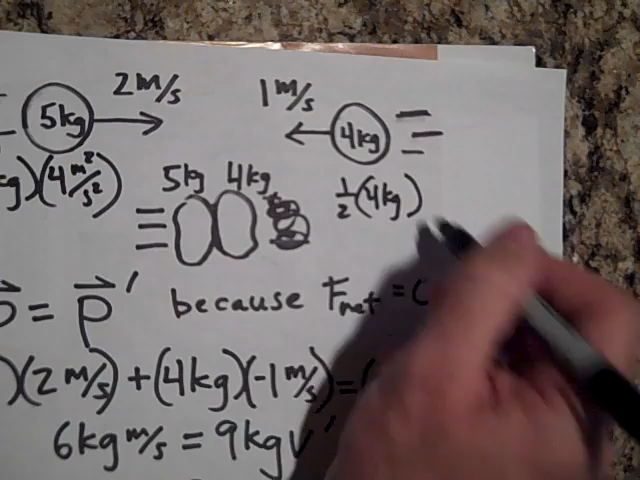 2 m/s 1 m/s
5kg 4kg
g)(4 m²/s²) 5kg 4kg ½(4kg)
p⃗ = p⃗' because Fnet =
)(2 m/s) + (4kg)(-1 m/s) = (
6kg m/s = 9kg v'